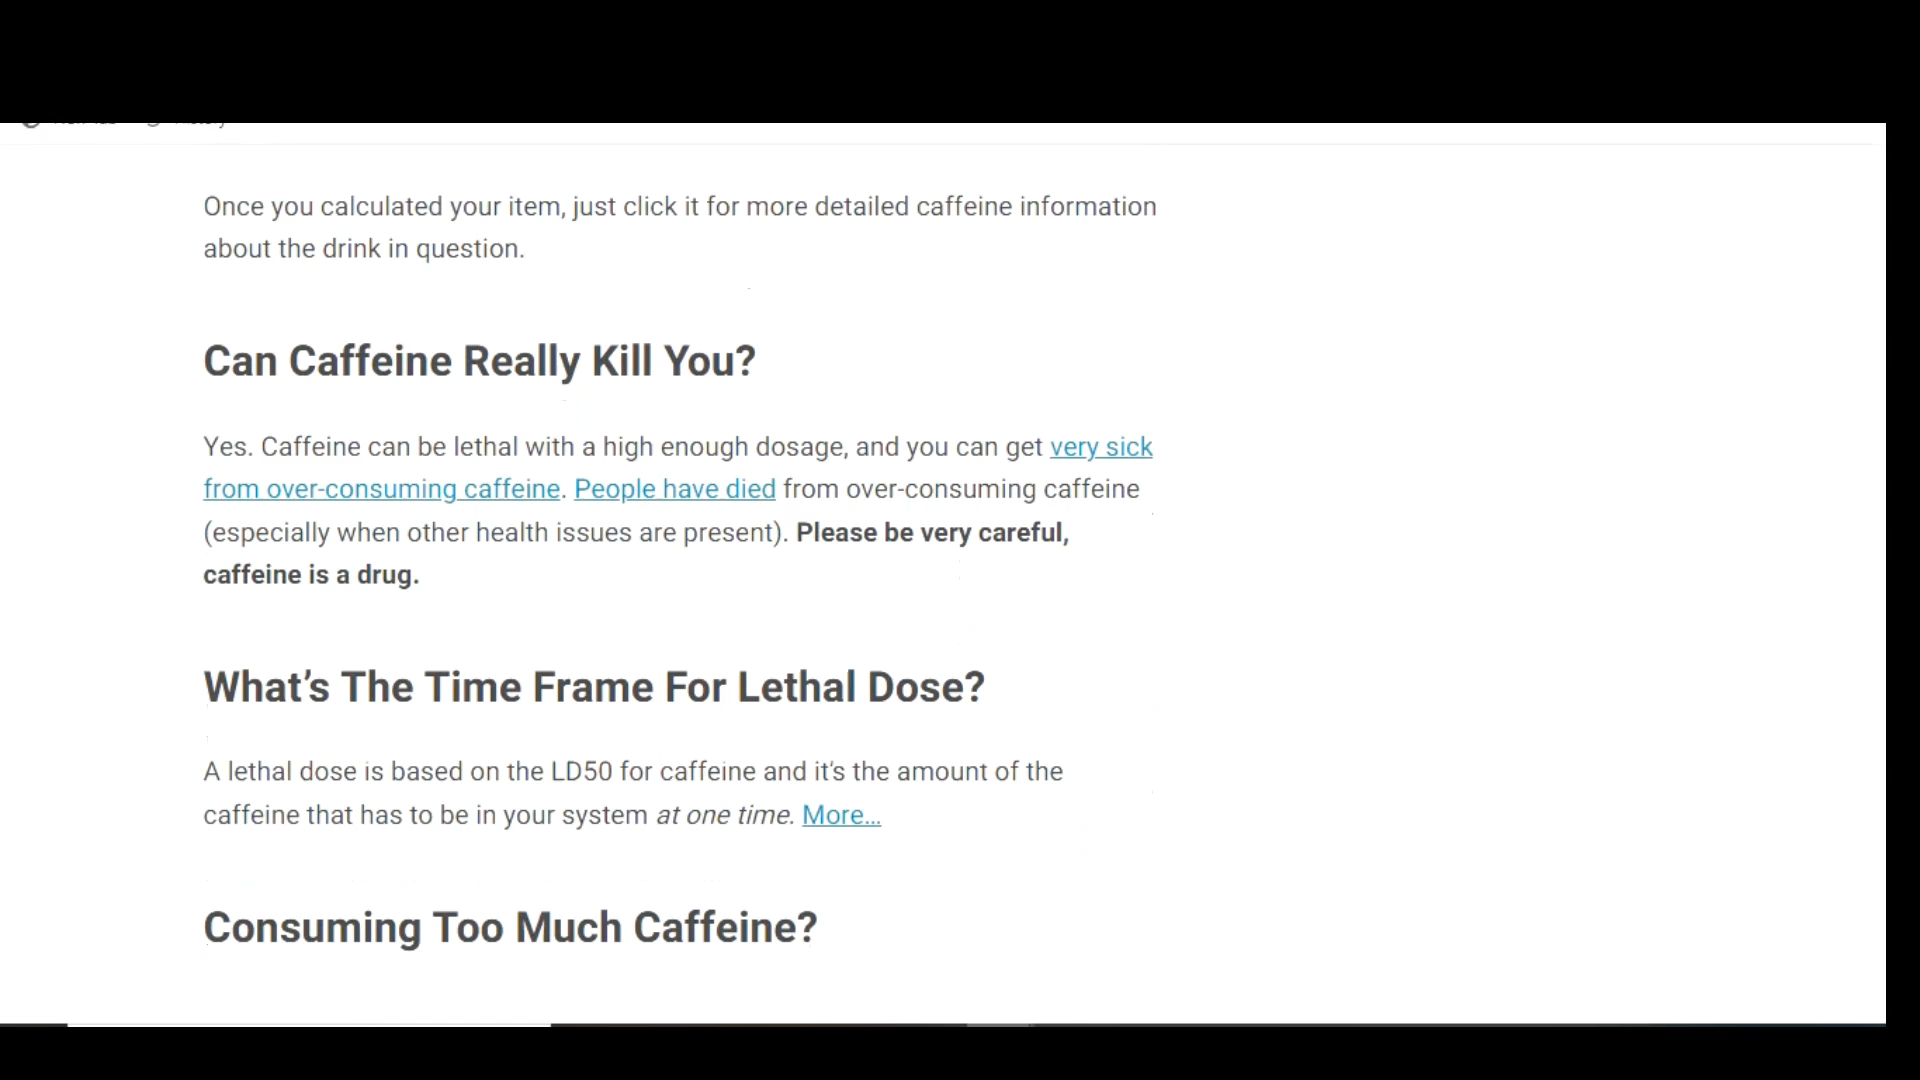 Once you calculated your item, just click it for more detailed caffeine information
about the drink in question.
Can Caffeine Really Kill You?
Yes. Caffeine can be lethal with a high enough dosage, and you can get very sick
from over-consuming caffeine. People have died from over-consuming caffeine
(especially when other health issues are present). Please be very careful,
caffeine is a drug.
What’s The Time Frame For Lethal Dose?
A lethal dose is based on the LD50 for caffeine and it's the amount of the
caffeine that has to be in your system at one time. More...
Consuming Too Much Caffeine?